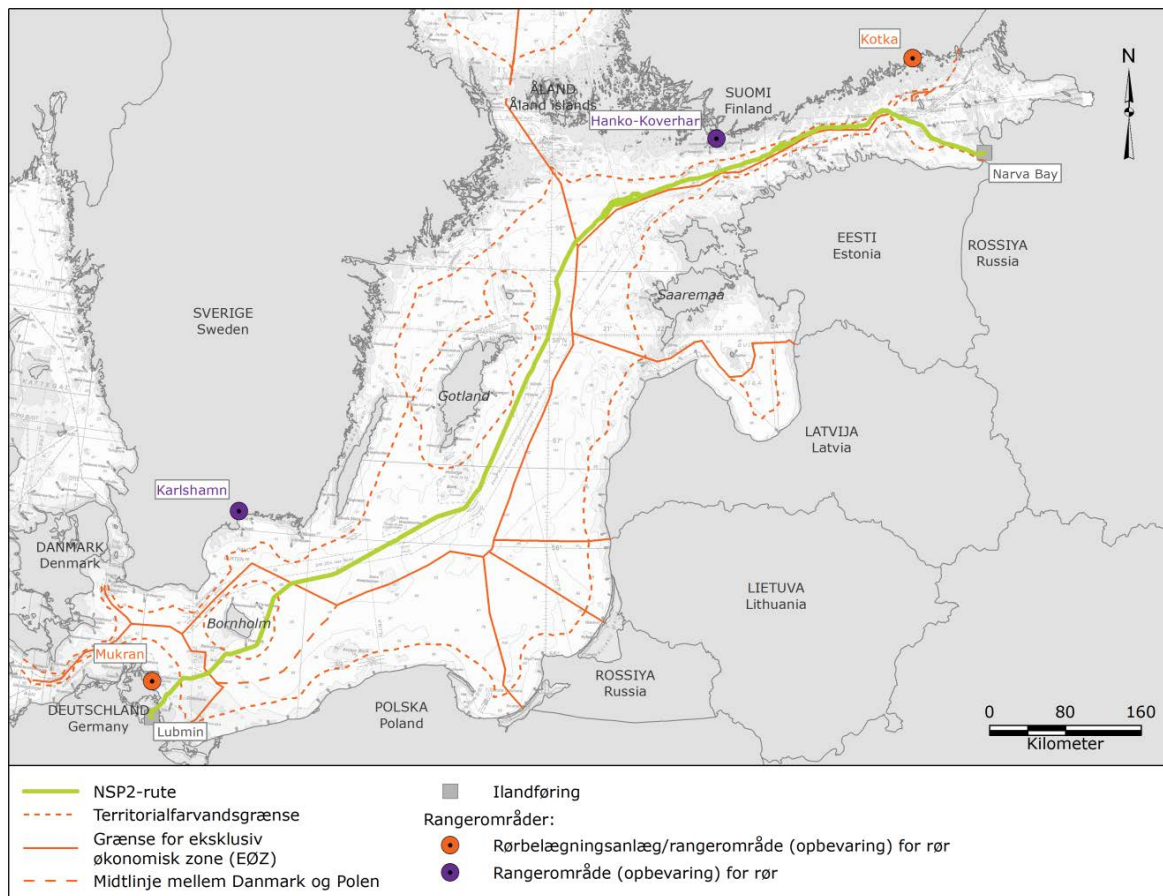 Kotka
N
ÅLAND
Åland islands
SUOMI
Finland
Hanko-Koverhar
Narva Bay
EESTI
Estonia
ROSSIYA
Russia
Saaremaa
SVERIGE
Sweden
Gotland
LATVIJA
Latvia
Karlshamn
DANMARK
Denmark
LIETUVA
Lithuania
Bornholm
Mukran
ROSSIYA
Russia
DEUTSCHLAND
Germany
POLSKA
Poland
Lubmin
0 80 160
Kilometer
NSP2-rute
Territorialfarvandsgrænse
Grænse for eksklusiv
økonomisk zone (EØZ)
Midtlinje mellem Danmark og Polen
Ilandføring
Rangerområder:
Rørbelægningsanlæg/rangerområde (opbevaring) for rør
Rangerområde (opbevaring) for rør